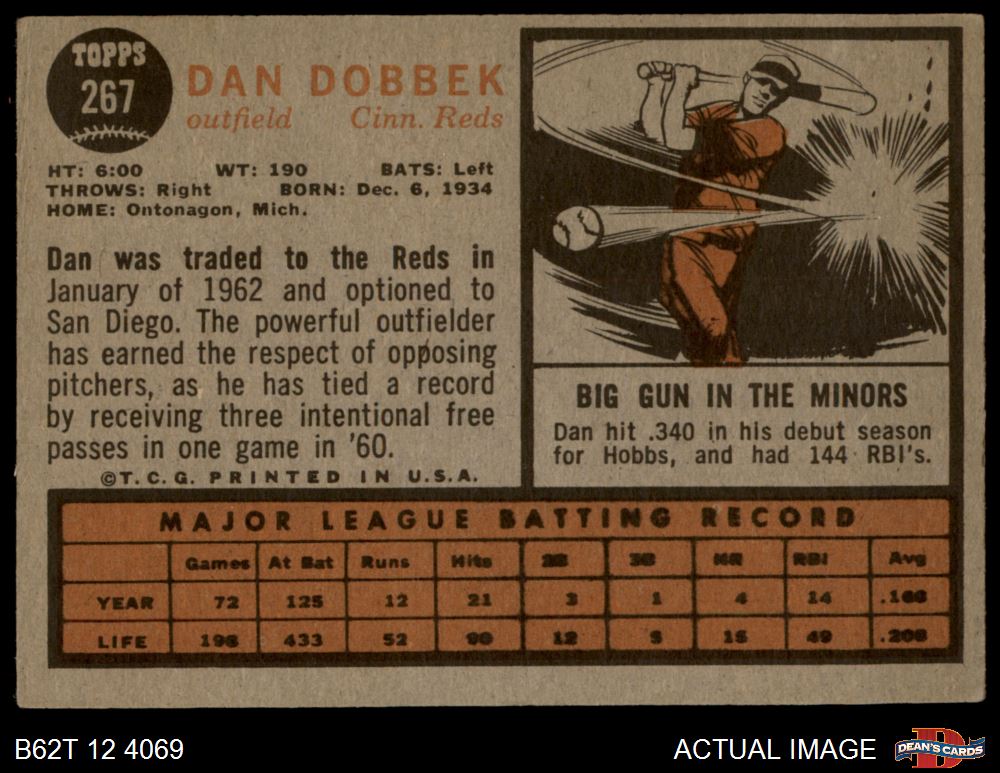 TOPPS
267
DAN DOBBEK
outfield Cinn. Reds
HT: 6:00 WT: 190 BATS: Left
THROWS: Right BORN: Dec. 6, 1934
HOME: Ontonagon, Mich.
Dan was traded to the Reds in
January of 1962 and optioned to
San Diego. The powerful outfielder
has earned the respect of opposing
pitchers, as he has tied a record
by receiving three intentional free
passes in one game in '60.
©T.C.G. PRINTED IN U.S.A.
BIG GUN IN THE MINORS
Dan hit .340 in his debut season
for Hobbs, and had 144 RBI's.
MAJOR LEAGUE BATTING RECORD
Games At Bat Runs Hits 2B 3B HR RBI Avg
YEAR 72 125 12 21 3 1 4 14 .168
LIFE 198 433 52 90 12 5 15 49 .208
B62T 12 4069
ACTUAL IMAGE
DEAN'S CARDS